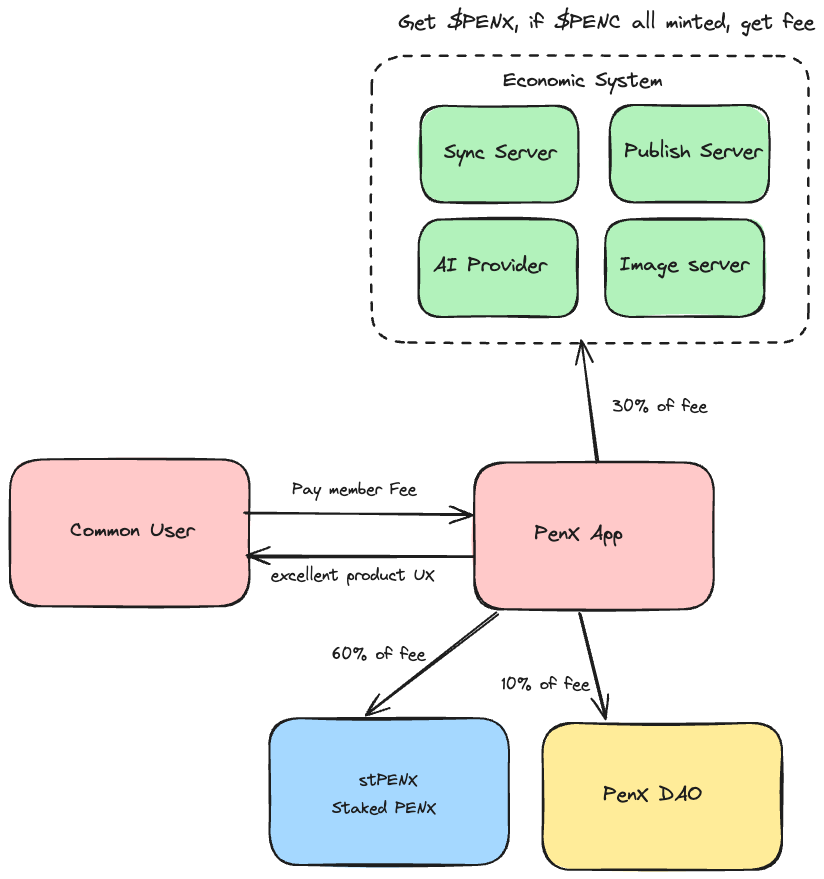 Get $PENX, if $PENC all minted, get fee
Economic System
Sync Server
Publish Server
AI Provider
Image server
30% of fee
Pay member Fee
Common User
PenX App
excellent product UX
60% of fee
10% of fee
stPENX
Staked PENX
PenX DAO